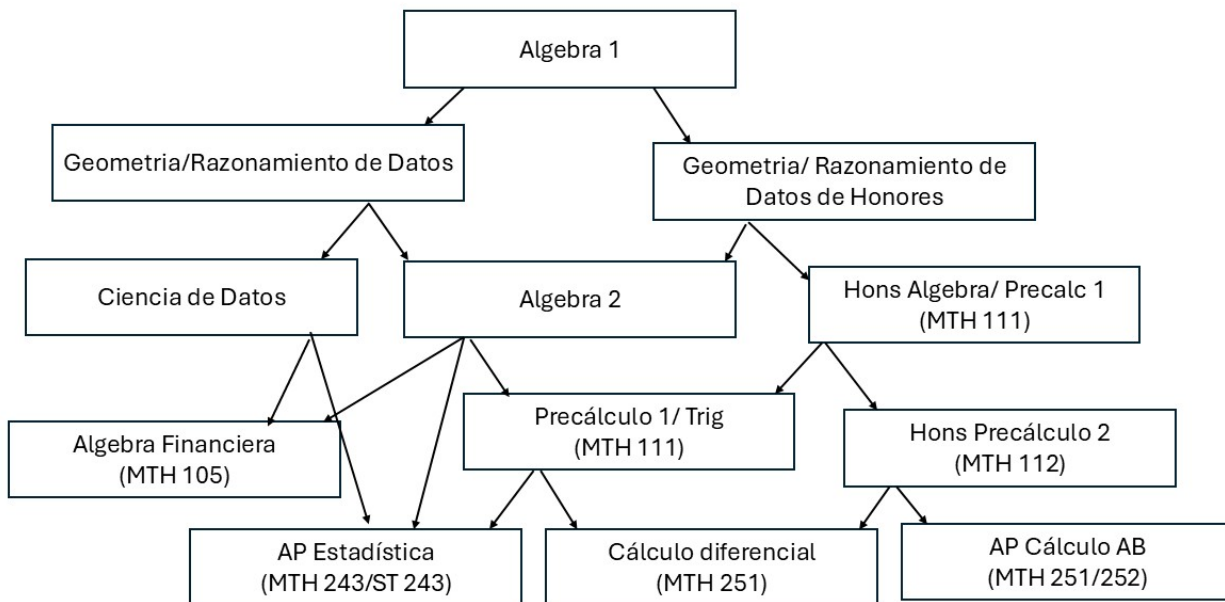 Algebra 1
Geometria/Razonamiento de Datos
Geometria/ Razonamiento de
Datos de Honores
Ciencia de Datos
Algebra 2
Hons Algebra/ Precalc 1
(MTH 111)
Algebra Financiera
(MTH 105)
Precálculo 1/ Trig
(MTH 111)
Hons Precálculo 2
(MTH 112)
AP Estadística
(MTH 243/ST 243)
Cálculo diferencial
(MTH 251)
AP Cálculo AB
(MTH 251/252)